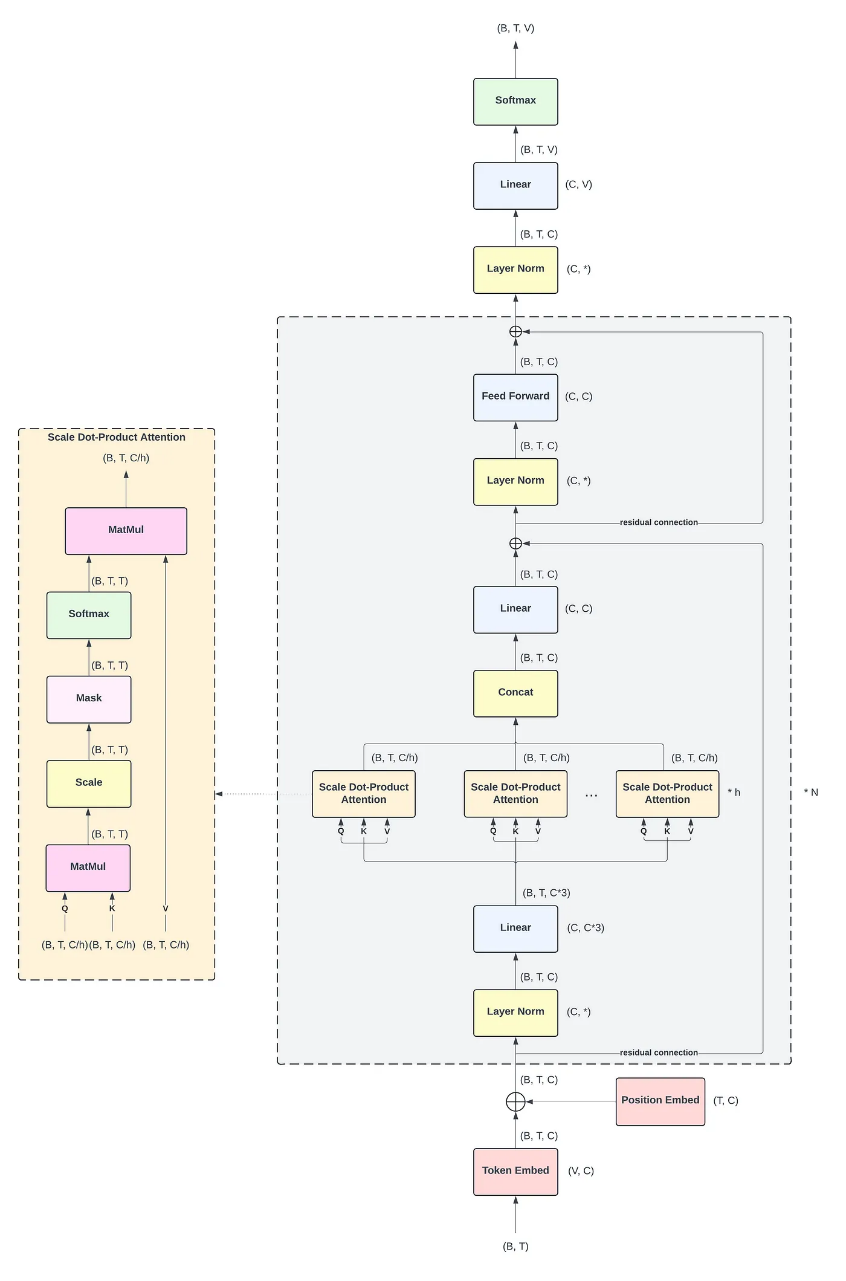 (B, T, V)
Softmax
(B, T, V)
Linear
(C, V)
(B, T, C)
Layer Norm
(C, *)
(B, T, C)
Feed Forward
(C, C)
(B, T, C)
Layer Norm
(C, *)
residual connection
(B, T, C)
Linear
(C, C)
(B, T, C)
Concat
(B, T, C/h)
(B, T, C/h)
(B, T, C/h)
Scale Dot-Product
Attention
Scale Dot-Product
Attention
...
Scale Dot-Product
Attention
* h
* N
Q K V
Q K V
Q K V
(B, T, C*3)
Linear
(C, C*3)
(B, T, C)
Layer Norm
(C, *)
residual connection
(B, T, C)
Position Embed
(T, C)
(B, T, C)
Token Embed
(V, C)
(B, T)
Scale Dot-Product Attention
(B, T, C/h)
MatMul
(B, T, T)
Softmax
(B, T, T)
Mask
(B, T, T)
Scale
(B, T, T)
MatMul
Q K V
(B, T, C/h) (B, T, C/h) (B, T, C/h)